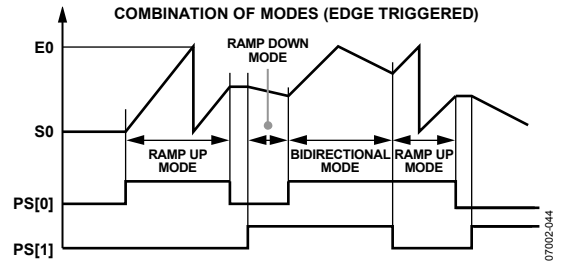 COMBINATION OF MODES (EDGE TRIGGERED)
E0
RAMP DOWN
MODE
S0
RAMP UP
MODE
BIDIRECTIONAL
MODE
RAMP UP
MODE
PS[0]
PS[1]
07002-044